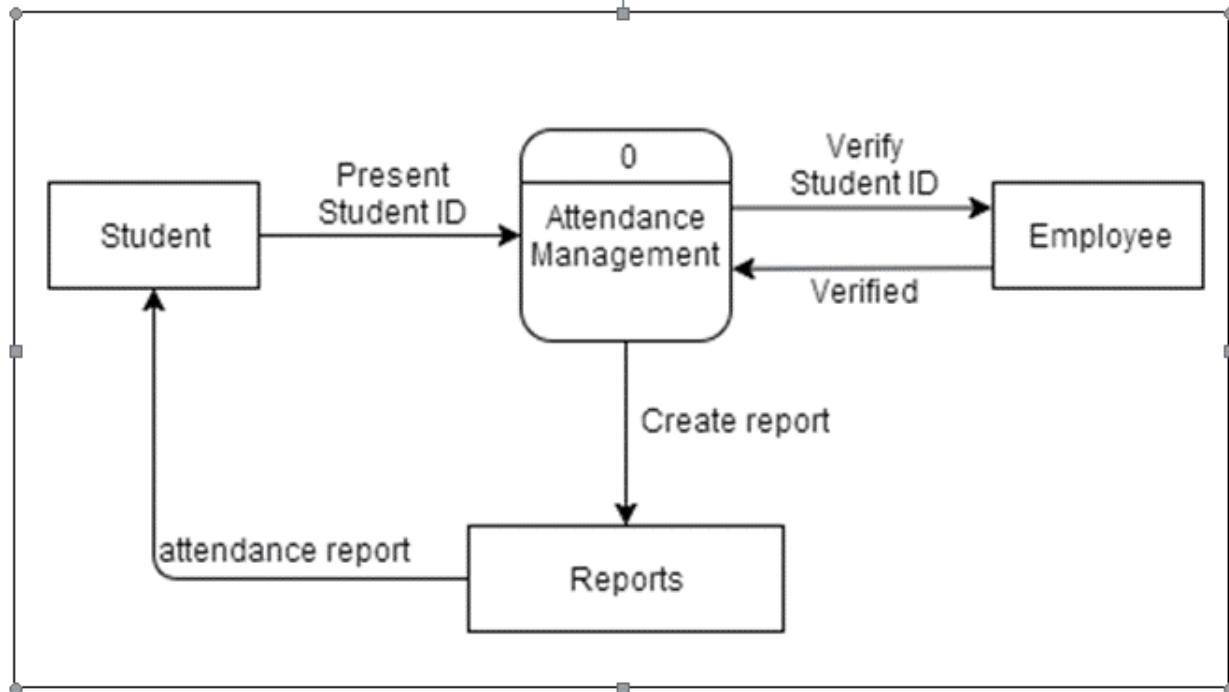 0
Verify
Student ID
Present
Student ID
Student
Attendance
Management
Employee
Verified
Create report
attendance report
Reports